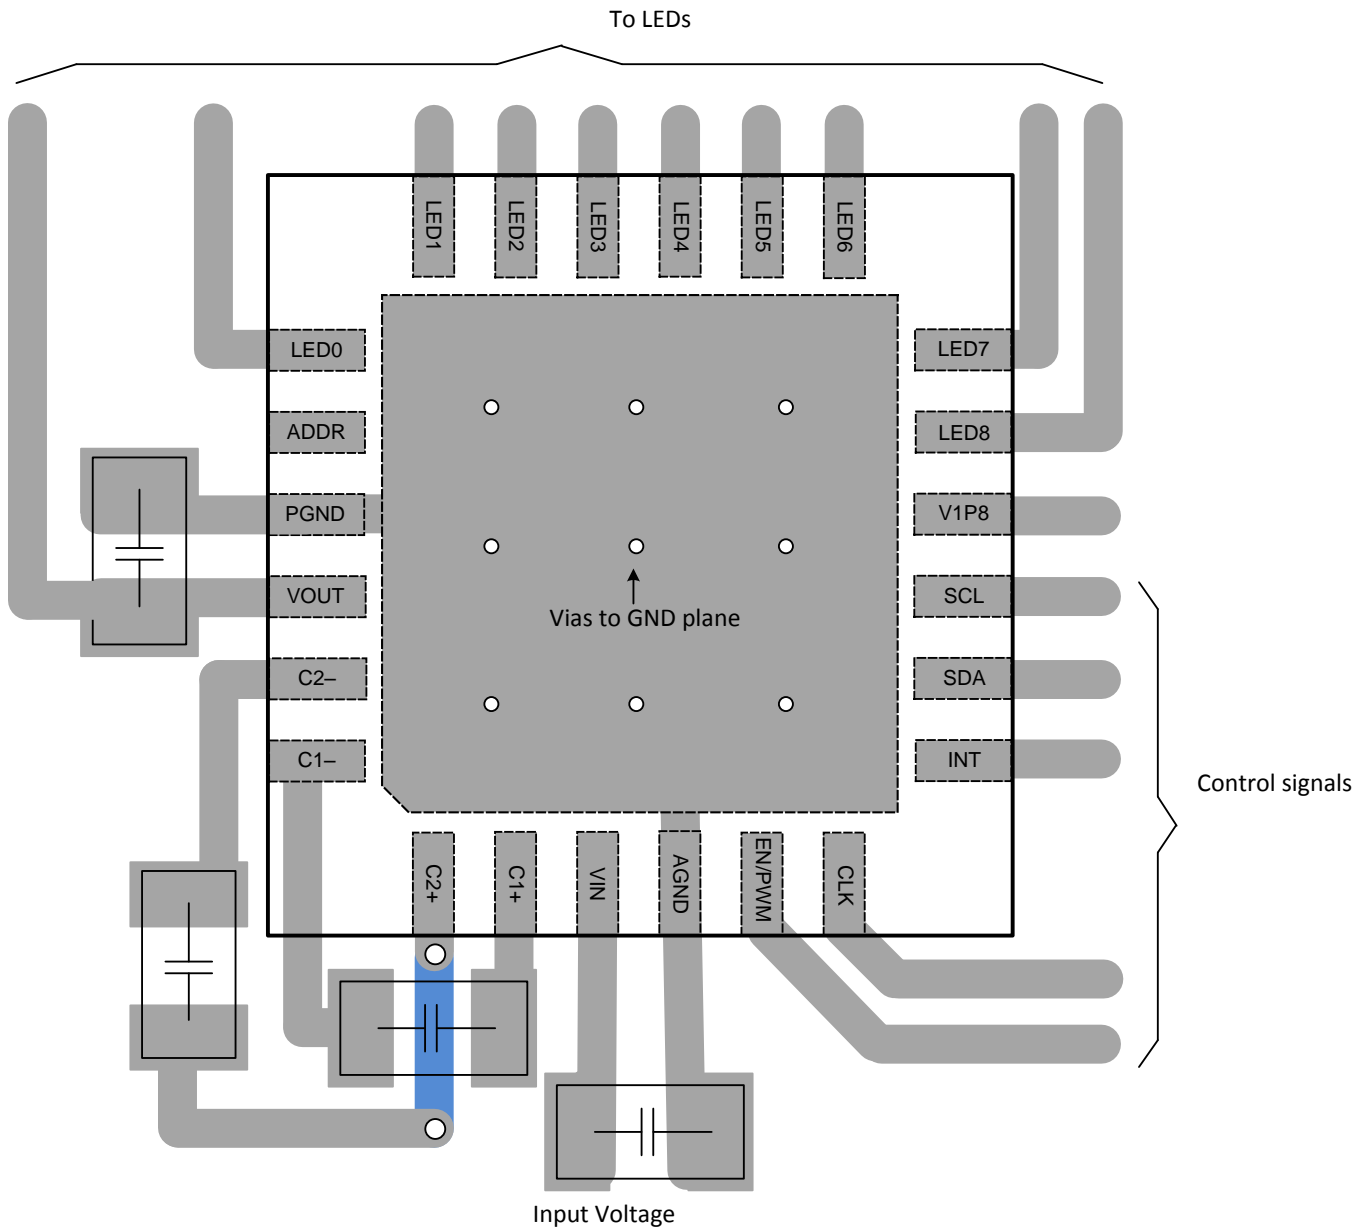 To LEDs
LED1
LED2
LED3
LED4
LED5
LED6
LED0
LED7
ADDR
LED8
PGND
V1P8
VOUT
SCL
Vias to GND plane
C2–
SDA
C1–
INT
Control signals
C2+
C1+
VIN
AGND
EN/PWM
CLK
Input Voltage